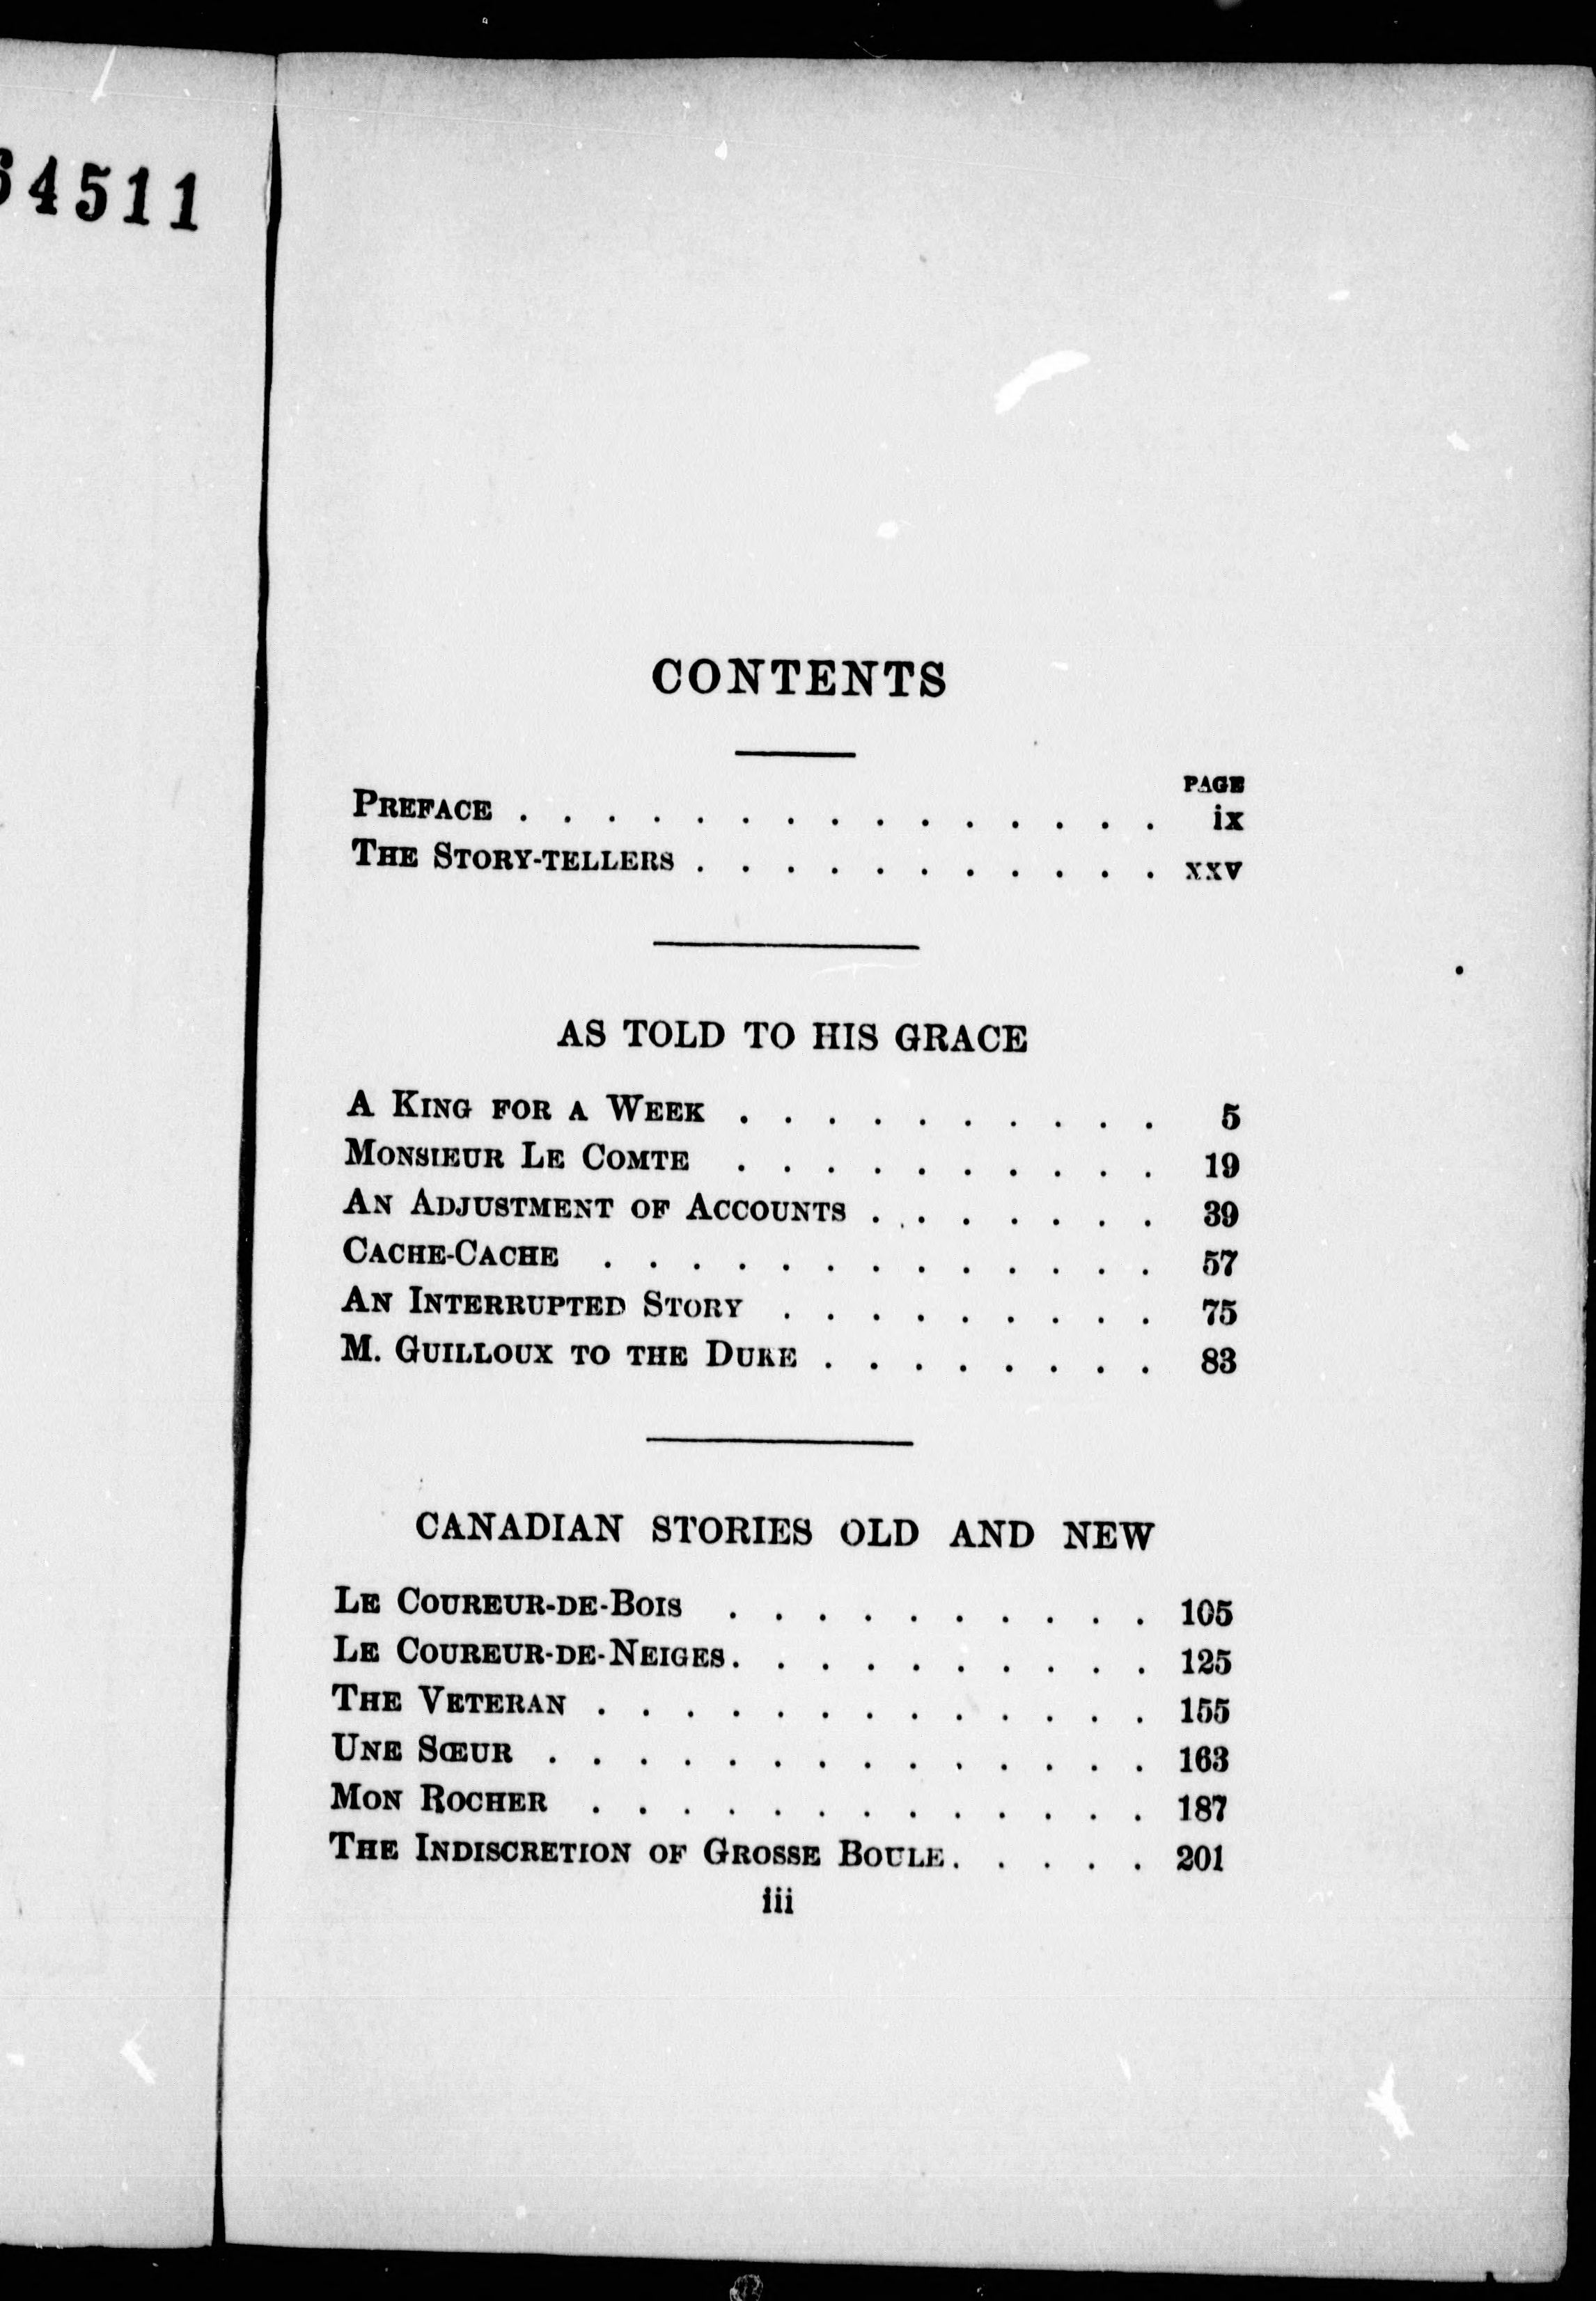 4511
CONTENTS
PAGE
PREFACE . . . . . . . . . . . . . . . ix
THE STORY-TELLERS . . . . . . . . . . . xxv
AS TOLD TO HIS GRACE
A KING FOR A WEEK . . . . . . . . . . 5
MONSIEUR LE COMTE . . . . . . . . . . 19
AN ADJUSTMENT OF ACCOUNTS . . . . . . . 39
CACHE-CACHE . . . . . . . . . . . . . 57
AN INTERRUPTED STORY . . . . . . . . . 75
M. GUILLOUX TO THE DUKE . . . . . . . . 83
CANADIAN STORIES OLD AND NEW
LE COUREUR-DE-BOIS . . . . . . . . . . 105
LE COUREUR-DE-NEIGES . . . . . . . . . . 125
THE VETERAN . . . . . . . . . . . . . 155
UNE SŒUR . . . . . . . . . . . . . . 163
MON ROCHER . . . . . . . . . . . . . 187
THE INDISCRETION OF GROSSE BOULE . . . . . 201
iii